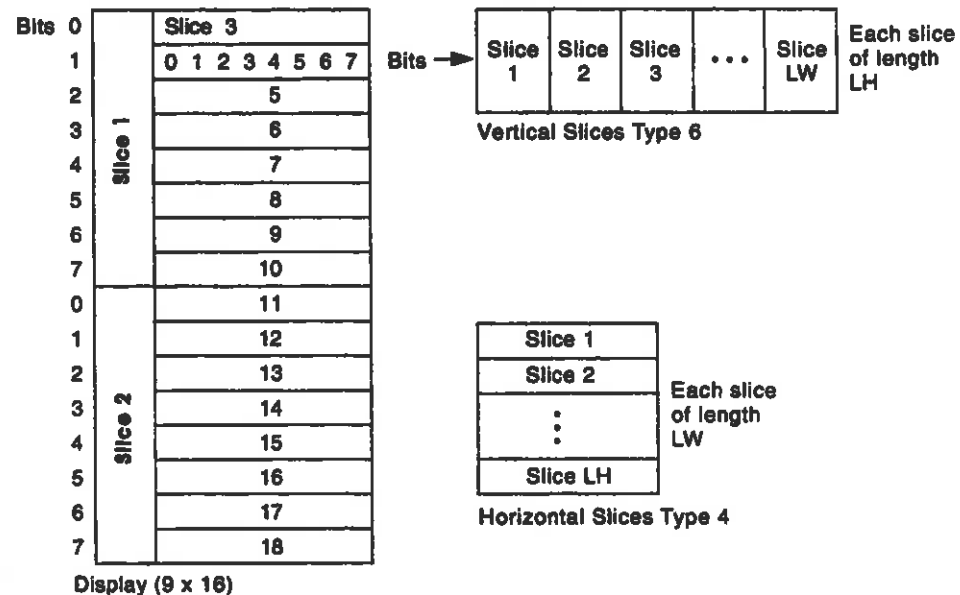 Bits 0
Slice 3
1
0 1 2 3 4 5 6 7
2
5
3
6
4
7
5
8
6
9
7
10
Slice 1
0
11
1
12
2
13
3
14
4
15
5
16
6
17
7
18
Slice 2
Display (9 x 16)
Bits
Slice 1
Slice 2
Slice 3
• • •
Slice LW
Each slice
of length
LH
Vertical Slices Type 6
Slice 1
Slice 2
Slice LH
Each slice
of length
LW
Horizontal Slices Type 4